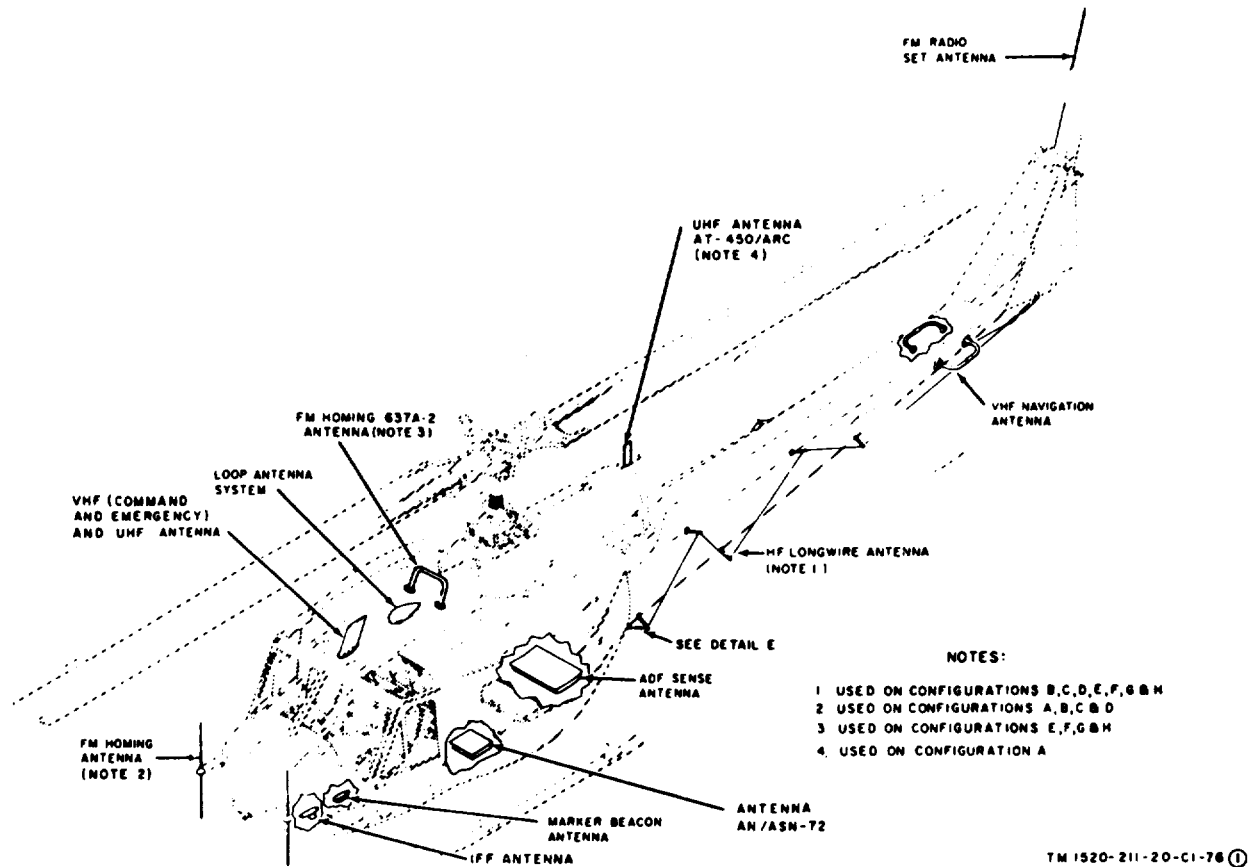 FM RADIO
SET ANTENNA
UHF ANTENNA
AT-450/ARC
(NOTE 4)
VHF NAVIGATION
ANTENNA
FM HOMING 637A-2
ANTENNA (NOTE 3)
LOOP ANTENNA
SYSTEM
VHF (COMMAND
AND EMERGENCY)
AND UHF ANTENNA
HF LONGWIRE ANTENNA
(NOTE 1)
SEE DETAIL E
ADF SENSE
ANTENNA
FM HOMING
ANTENNA
(NOTE 2)
MARKER BEACON
ANTENNA
IFF ANTENNA
ANTENNA
AN/ASN-72
NOTES:
1 USED ON CONFIGURATIONS B,C,D,E,F,G&H
2 USED ON CONFIGURATIONS A,B,C&D
3 USED ON CONFIGURATIONS E,F,G&H
4. USED ON CONFIGURATION A
TM 1520-211-20-C1-76 ①